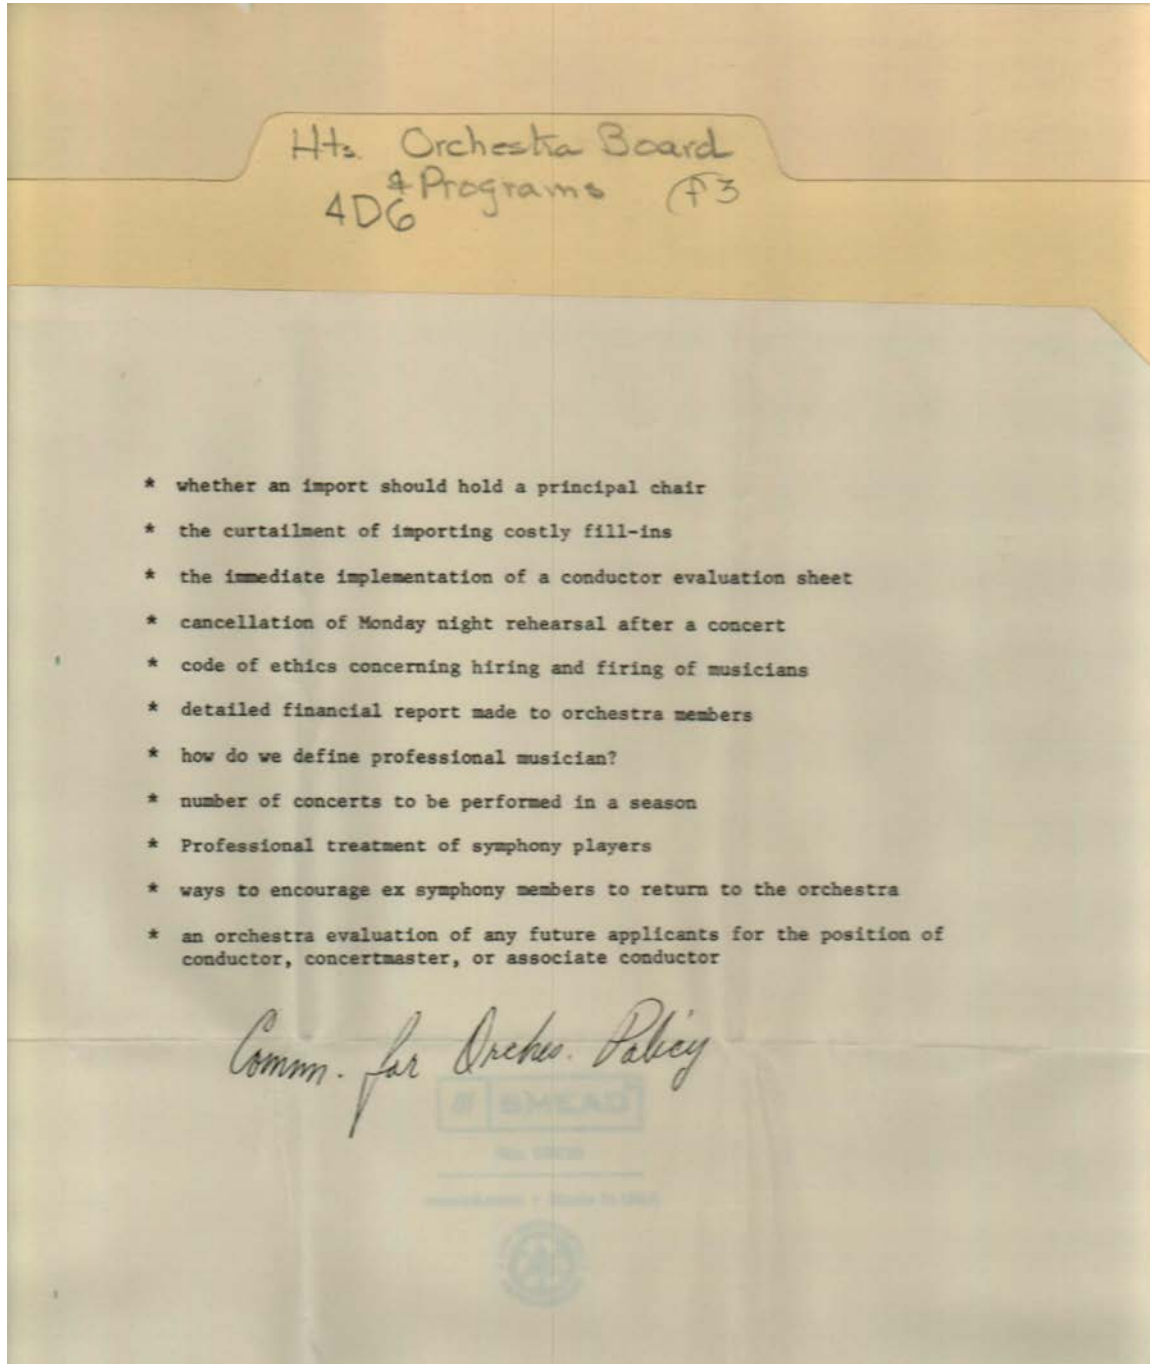 Hts. Orchestra Board
& Programs
4D6
* whether an import should hold a principal chair
* the curtailment of importing costly fill-ins
* the immediate implementation of a conductor evaluation sheet
* cancellation of Monday night rehearsal after a concert
* code of ethics concerning hiring and firing of musicians
* detailed financial report made to orchestra members
* how do we define professional musician?
* number of concerts to be performed in a season
* Professional treatment of symphony players
* ways to encourage ex symphony members to return to the orchestra
* an orchestra evaluation of any future applicants for the position of
conductor, concertmaster, or associate conductor
Comm. for Orches. Policy
SMEAD